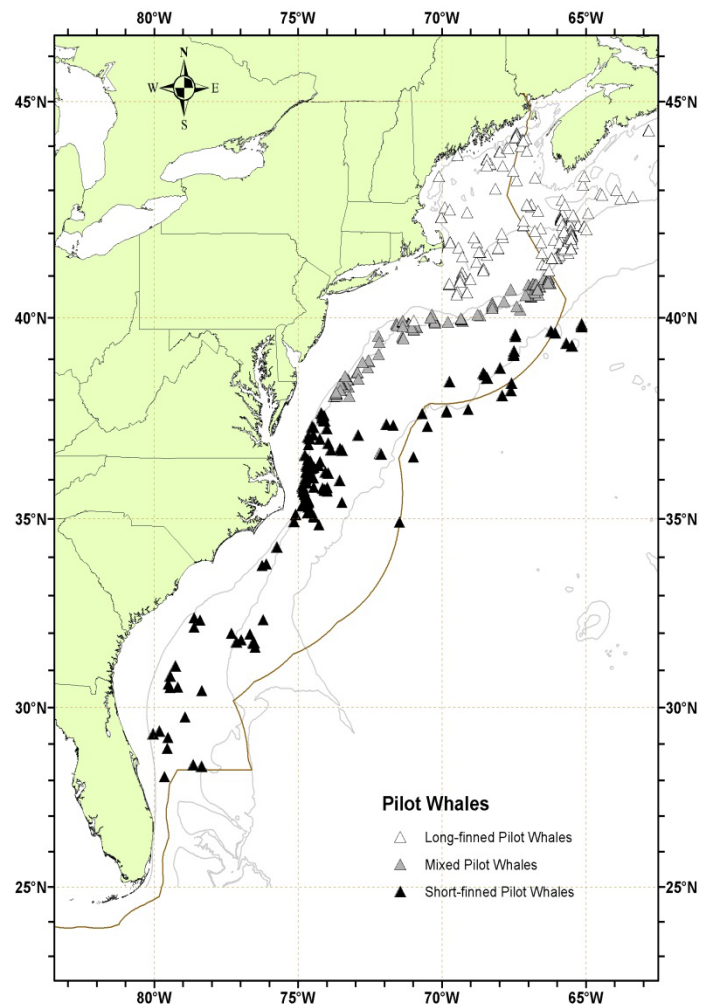 80°W 75°W 70°W 65°W
N
W E
S
45°N 45°N
40°N 40°N
35°N 35°N
30°N 30°N
25°N 25°N
Pilot Whales
Long-finned Pilot Whales
Mixed Pilot Whales
Short-finned Pilot Whales
80°W 75°W 70°W 65°W